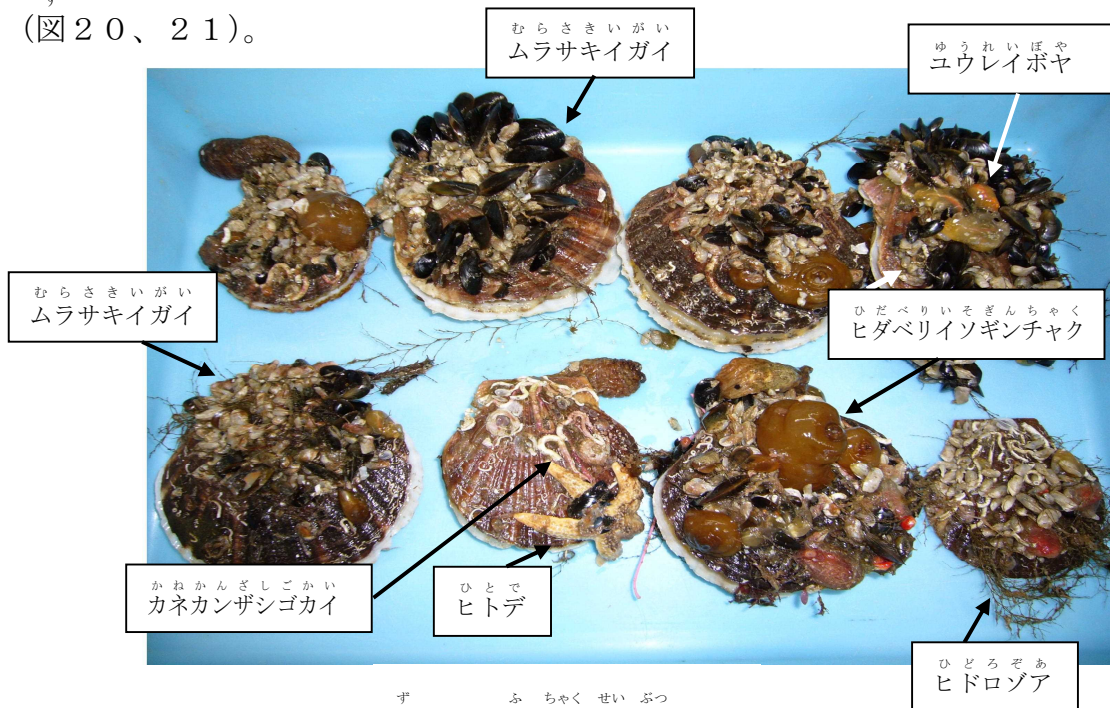 ず
(図20、21)。
むらさきいがい
ムラサキイガイ
ゆうれいぼや
ユウレイボヤ
むらさきいがい
ムラサキイガイ
ひだべりいそぎんちゃく
ヒダベリイソギンチャク
かねかんざしごかい
カネカンザシゴカイ
ひとで
ヒトデ
ひどろぞあ
ヒドロゾア
ず ふ ちゃく せい ぶつ